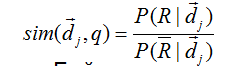 sim(d⃗_j, q) = P(R | d⃗_j) / P(R̅ | d⃗_j)